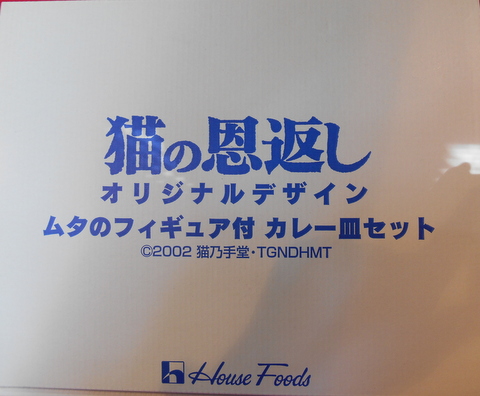 猫の恩返し
オリジナルデザイン
ムタのフィギュア付 カレー皿セット
©2002 猫乃手堂・TGNDHMT
House Foods